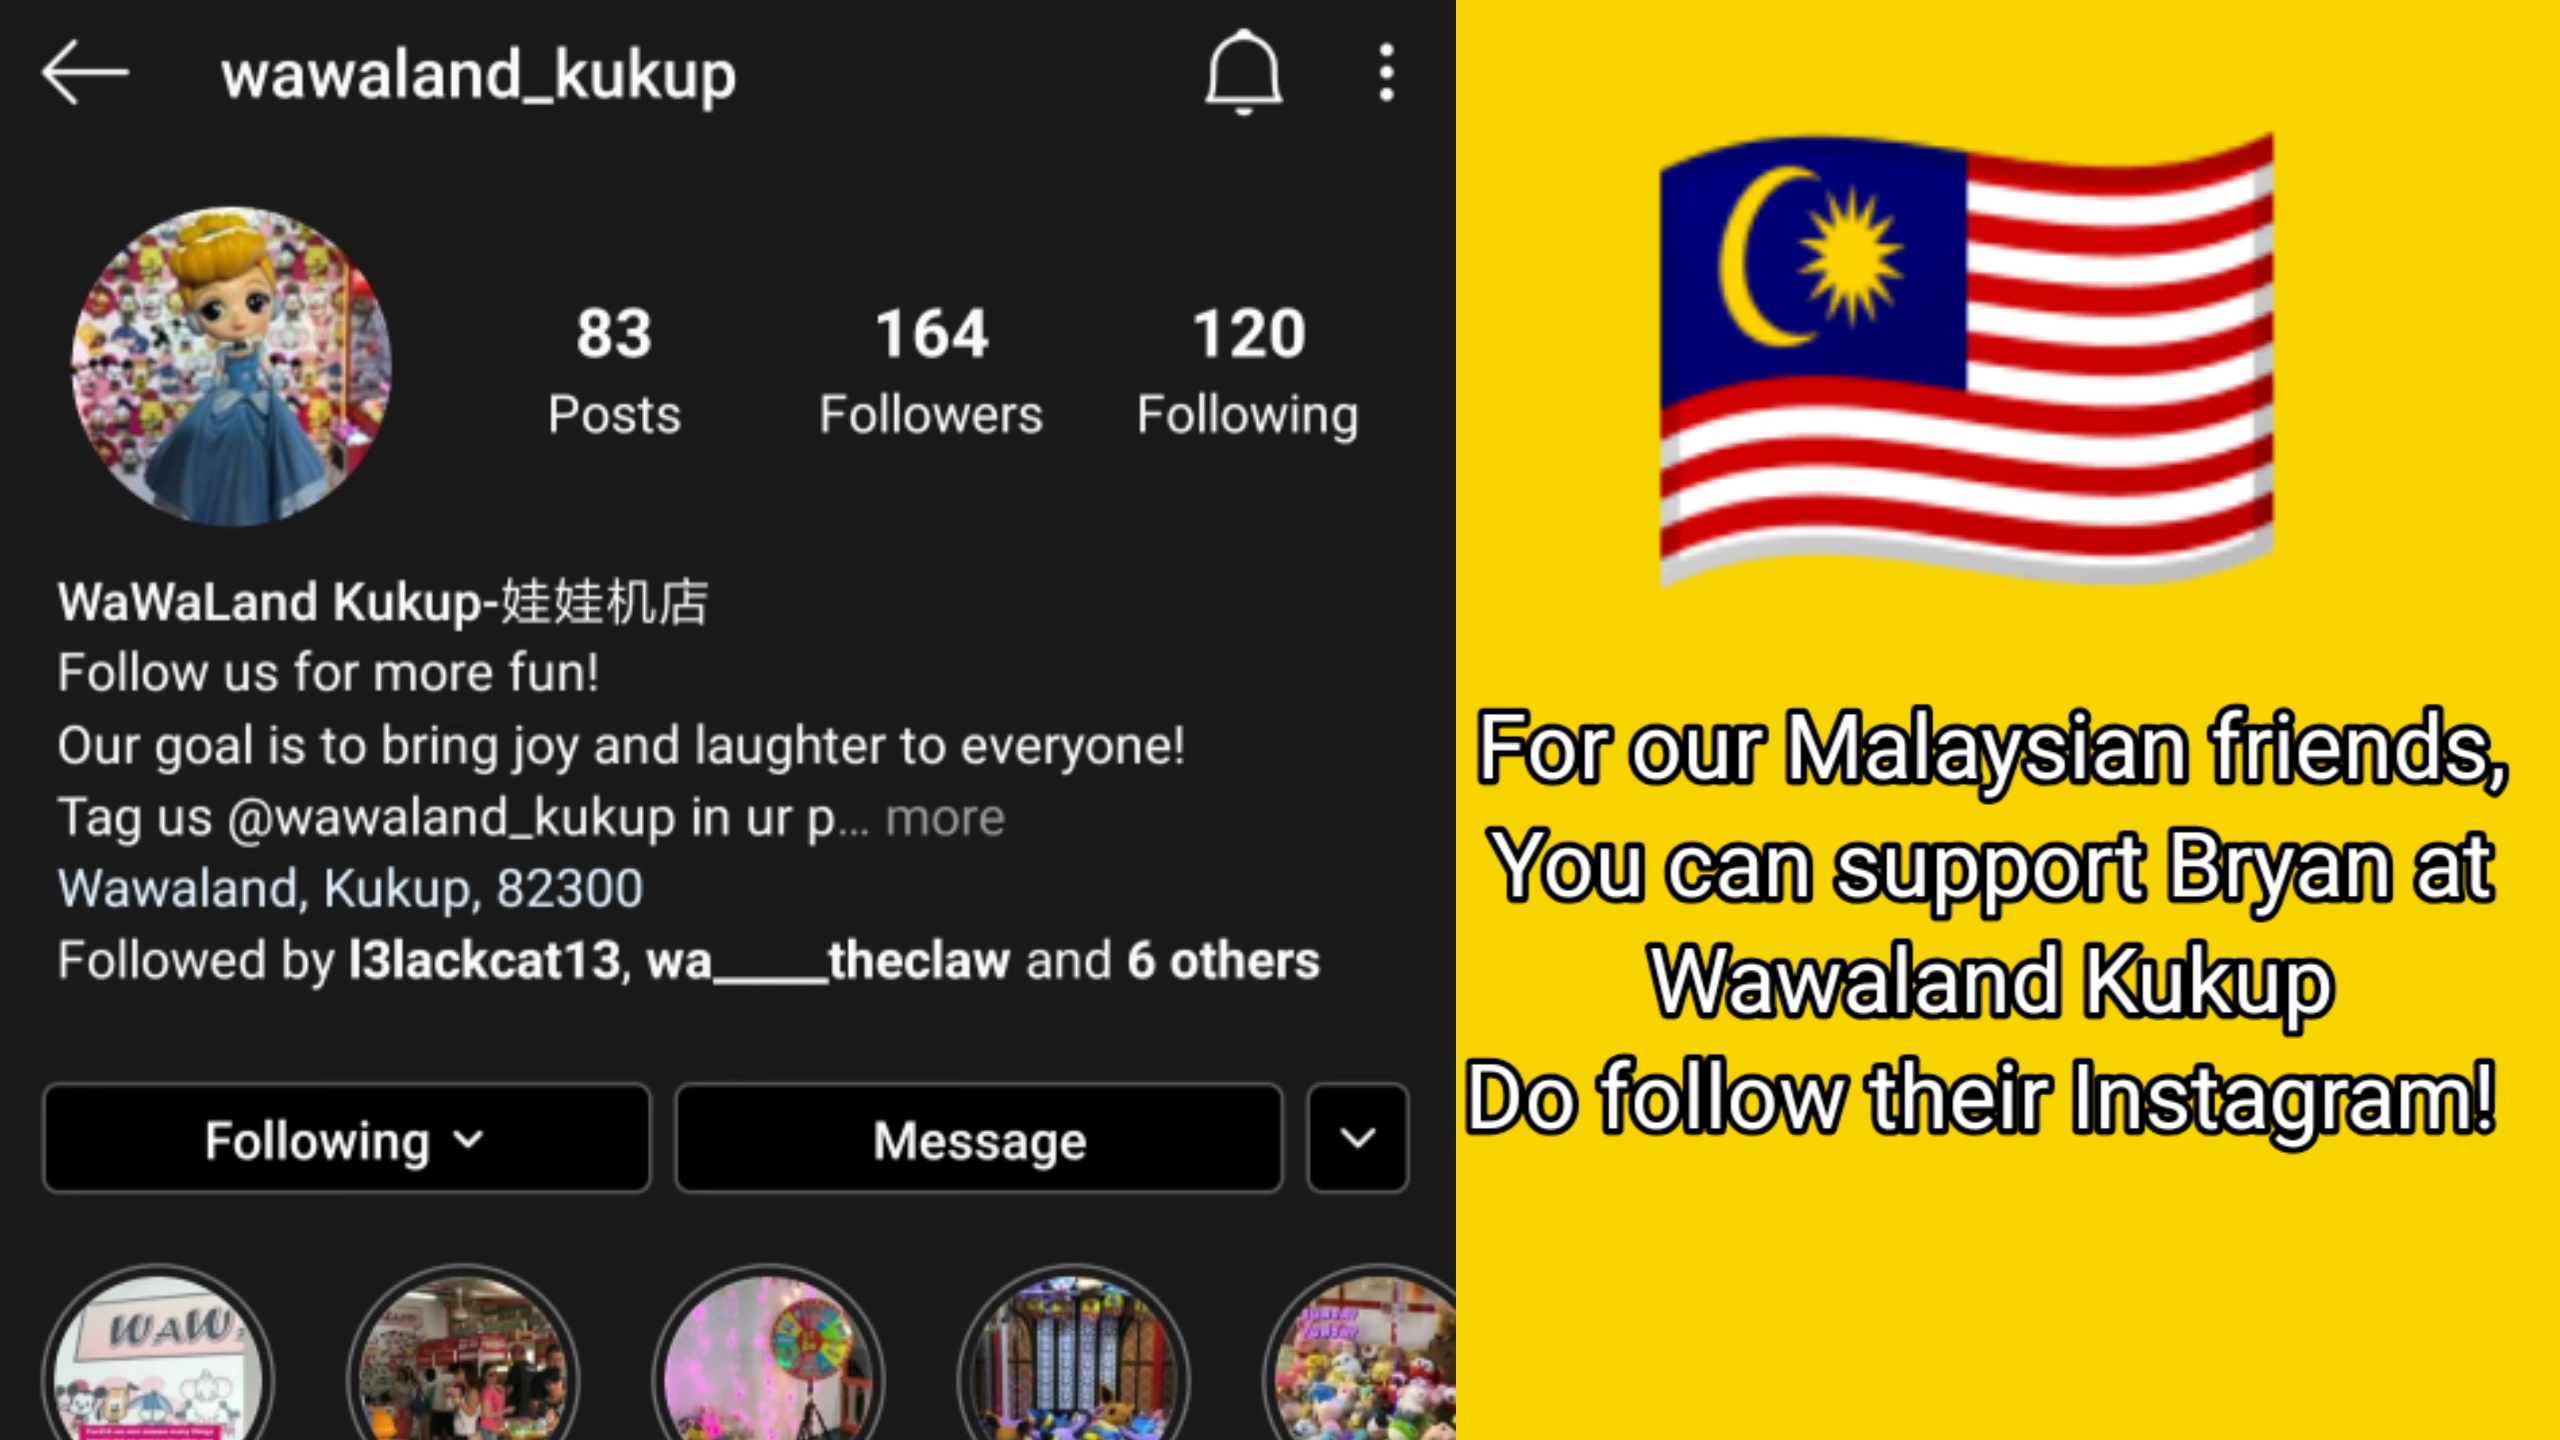 wawaland_kukup
83
Posts
164
Followers
120
Following
WaWaLand Kukup-娃娃机店
Follow us for more fun!
Our goal is to bring joy and laughter to everyone!
Tag us @wawaland_kukup in ur p... more
Wawaland, Kukup, 82300
Followed by l3lackcat13, wa_____theclaw and 6 others
Following
Message
WAW
For our Malaysian friends,
You can support Bryan at
Wawaland Kukup
Do follow their Instagram!